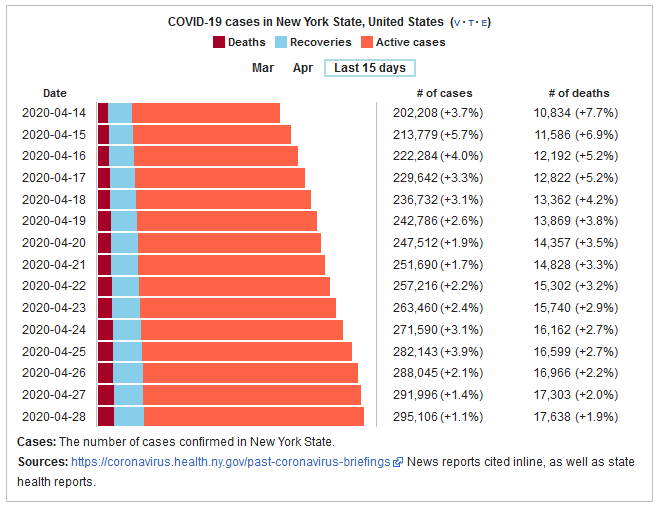 COVID-19 cases in New York State, United States (V · T · E)
Deaths Recoveries Active cases
Mar Apr Last 15 days
Date # of cases # of deaths
2020-04-14 202,208 (+3.7%) 10,834 (+7.7%)
2020-04-15 213,779 (+5.7%) 11,586 (+6.9%)
2020-04-16 222,284 (+4.0%) 12,192 (+5.2%)
2020-04-17 229,642 (+3.3%) 12,822 (+5.2%)
2020-04-18 236,732 (+3.1%) 13,362 (+4.2%)
2020-04-19 242,786 (+2.6%) 13,869 (+3.8%)
2020-04-20 247,512 (+1.9%) 14,357 (+3.5%)
2020-04-21 251,690 (+1.7%) 14,828 (+3.3%)
2020-04-22 257,216 (+2.2%) 15,302 (+3.2%)
2020-04-23 263,460 (+2.4%) 15,740 (+2.9%)
2020-04-24 271,590 (+3.1%) 16,162 (+2.7%)
2020-04-25 282,143 (+3.9%) 16,599 (+2.7%)
2020-04-26 288,045 (+2.1%) 16,966 (+2.2%)
2020-04-27 291,996 (+1.4%) 17,303 (+2.0%)
2020-04-28 295,106 (+1.1%) 17,638 (+1.9%)
Cases: The number of cases confirmed in New York State.
Sources: https://coronavirus.health.ny.gov/past-coronavirus-briefings News reports cited inline, as well as state
health reports.